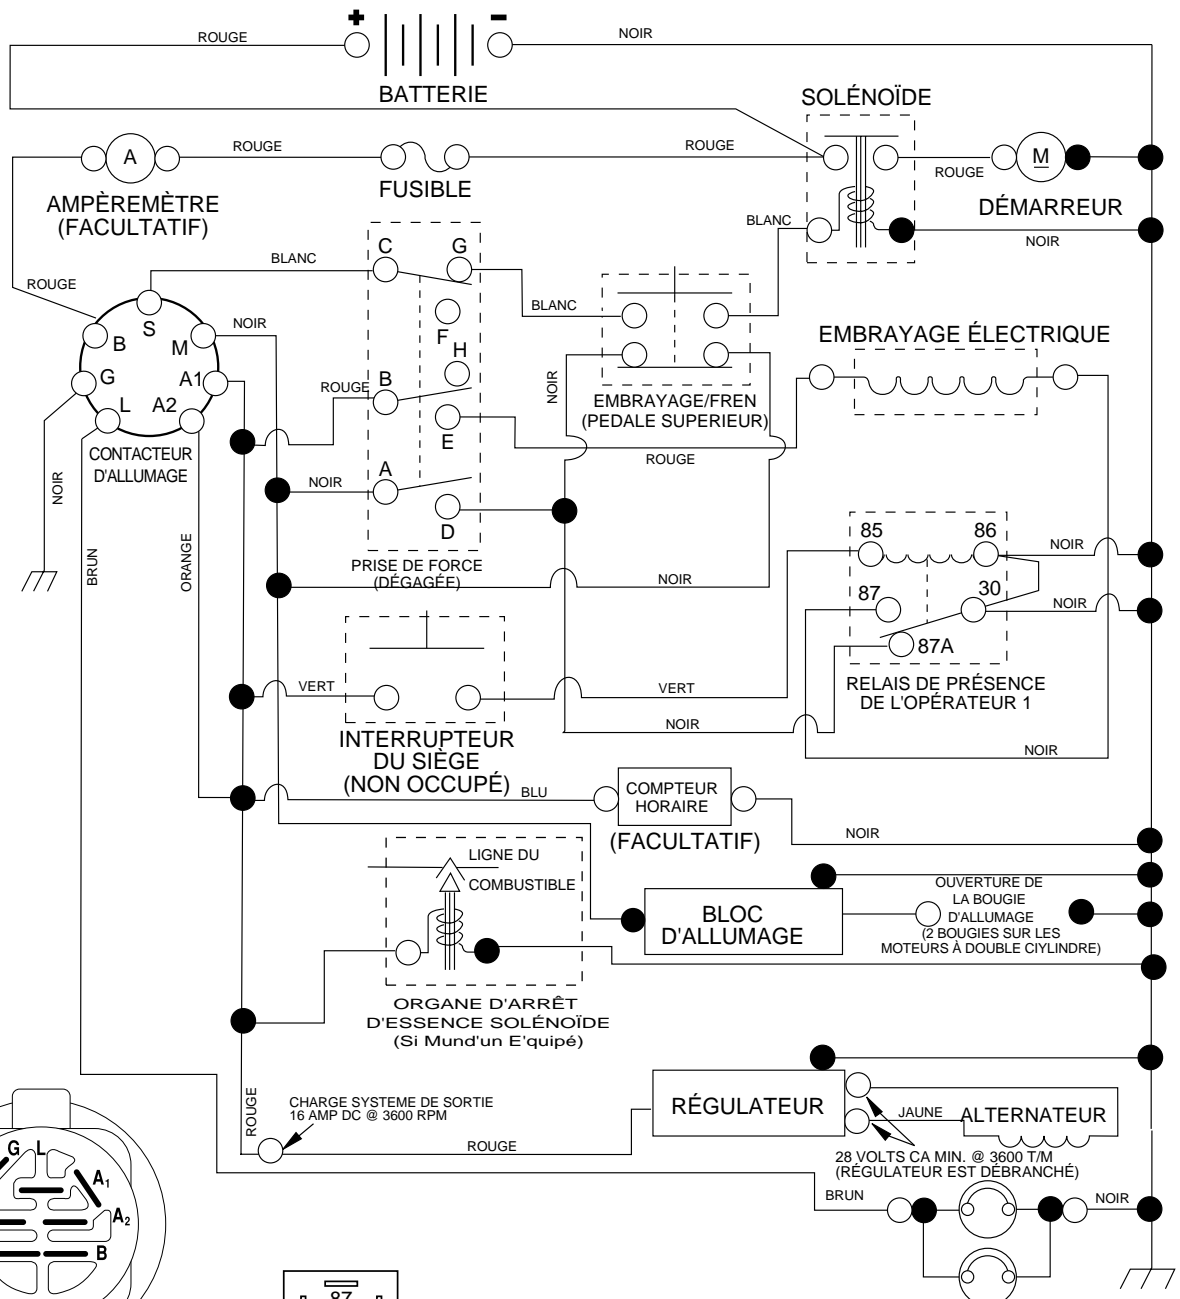 +
-
ROUGE
NOIR
BATTERIE
SOLÉNOÏDE
A
ROUGE
ROUGE
ROUGE
M
AMPÈREMÈTRE
(FACULTATIF)
FUSIBLE
DÉMARREUR
BLANC
NOIR
ROUGE
BLANC
C
G
F
H
B
E
A
D
BLANC
NOIR
S
B
M
G
A1
L
A2
NOIR
CONTACTEUR
D'ALLUMAGE
ROUGE
NOIR
PRISE DE FORCE
(DÉGAGÉE)
EMBRAYAGE/FREN
(PEDALE SUPERIEUR)
EMBRAYAGE ÉLECTRIQUE
ROUGE
NOIR
BRUN
ORANGE
NOIR
85
86
87
30
87A
NOIR
NOIR
RELAIS DE PRÉSENCE
DE L'OPÉRATEUR 1
VERT
VERT
NOIR
NOIR
INTERRUPTEUR
DU SIÈGE
(NON OCCUPÉ)
BLU
COMPTEUR
HORAIRE
(FACULTATIF)
NOIR
LIGNE DU
COMBUSTIBLE
BLOC
D'ALLUMAGE
OUVERTURE DE
LA BOUGIE
D'ALLUMAGE
(2 BOUGIES SUR LES
MOTEURS À DOUBLE CIYLINDRE)
ORGANE D'ARRÊT
D'ESSENCE SOLÉNOÏDE
(Si Mund'un E'quipé)
ROUGE
CHARGE SYSTEME DE SORTIE
16 AMP DC @ 3600 RPM
ROUGE
RÉGULATEUR
JAUNE
ALTERNATEUR
28 VOLTS CA MIN. @ 3600 T/M
(RÉGULATEUR EST DÉBRANCHÉ)
BRUN
NOIR
G
L
A1
A2
B
87